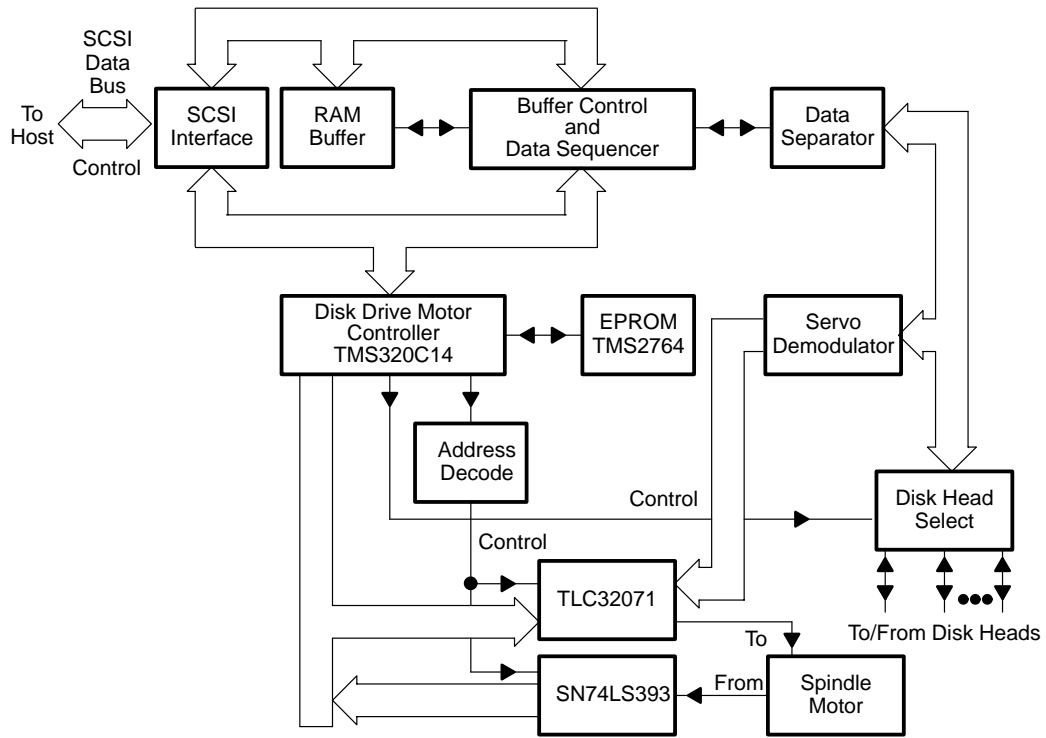 SCSI
Data
Bus
To
Host
Control
SCSI
Interface
RAM
Buffer
Buffer Control
and
Data Sequencer
Data
Separator
Disk Drive Motor
Controller
TMS320C14
EPROM
TMS2764
Servo
Demodulator
Address
Decode
Control
Disk Head
Select
Control
TLC32071
To/From Disk Heads
To
SN74LS393
From
Spindle
Motor